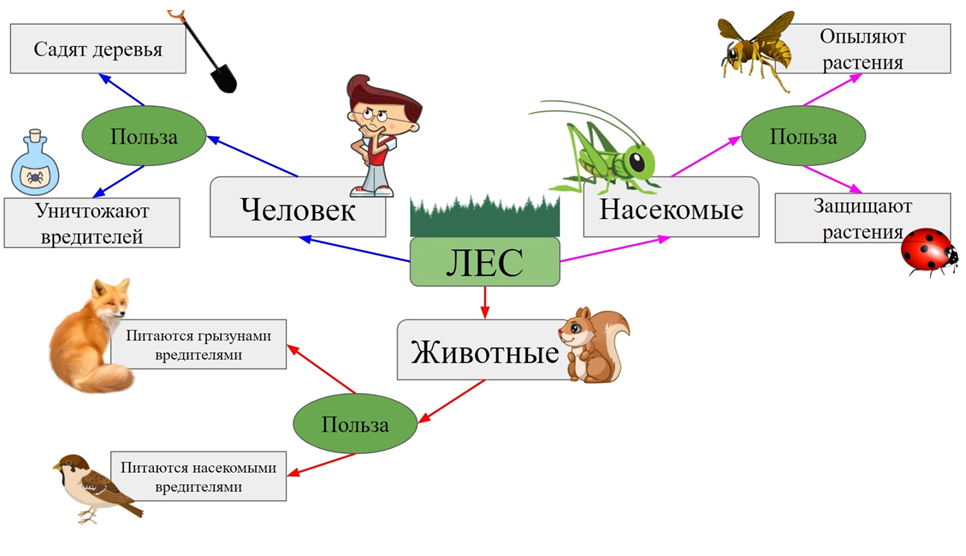 Садят деревья
Польза
Уничтожают
вредителей
Человек
ЛЕС
Насекомые
Польза
Опыляют
растения
Защищают
растения
Животные
Польза
Питаются грызунами
вредителями
Питаются насекомыми
вредителями